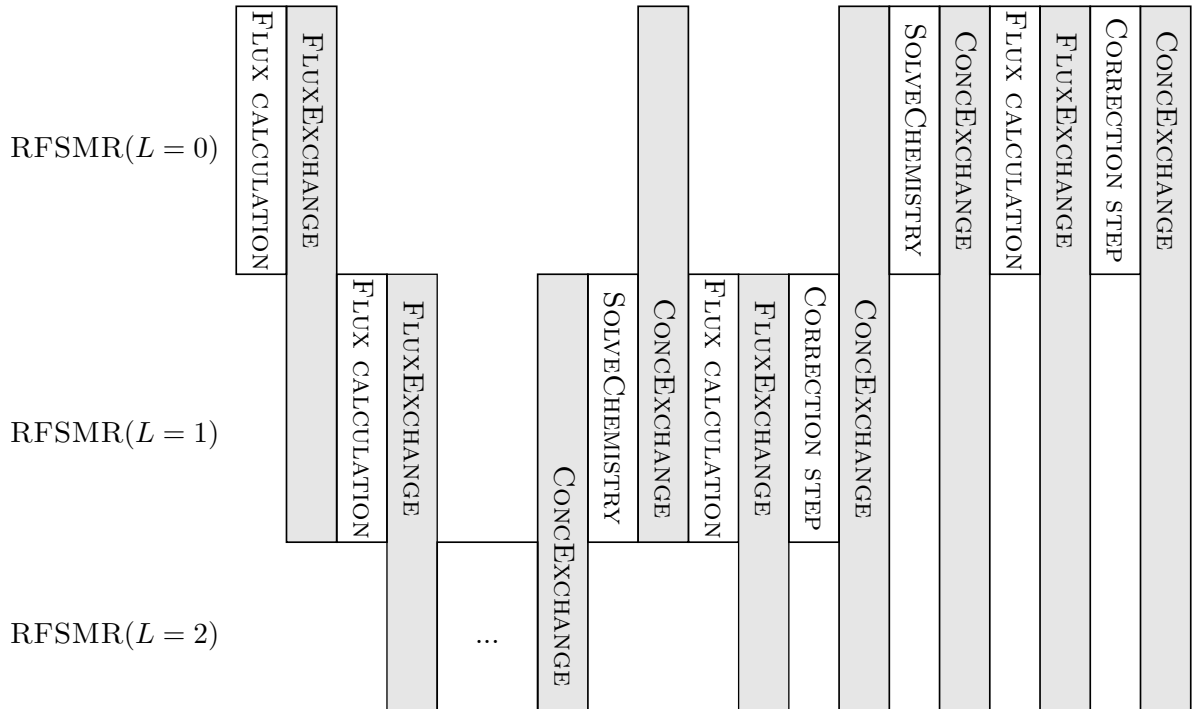 RFSMR(L = 0)
FLUX CALCULATION
FLUXEXCHANGE
SOLVECHEMISTRY
CONCEXCHANGE
FLUX CALCULATION
FLUXEXCHANGE
CORRECTION STEP
CONCEXCHANGE
RFSMR(L = 1)
FLUX CALCULATION
FLUXEXCHANGE
CONCEXCHANGE
SOLVECHEMISTRY
CONCEXCHANGE
FLUX CALCULATION
FLUXEXCHANGE
CORRECTION STEP
CONCEXCHANGE
RFSMR(L = 2)
...